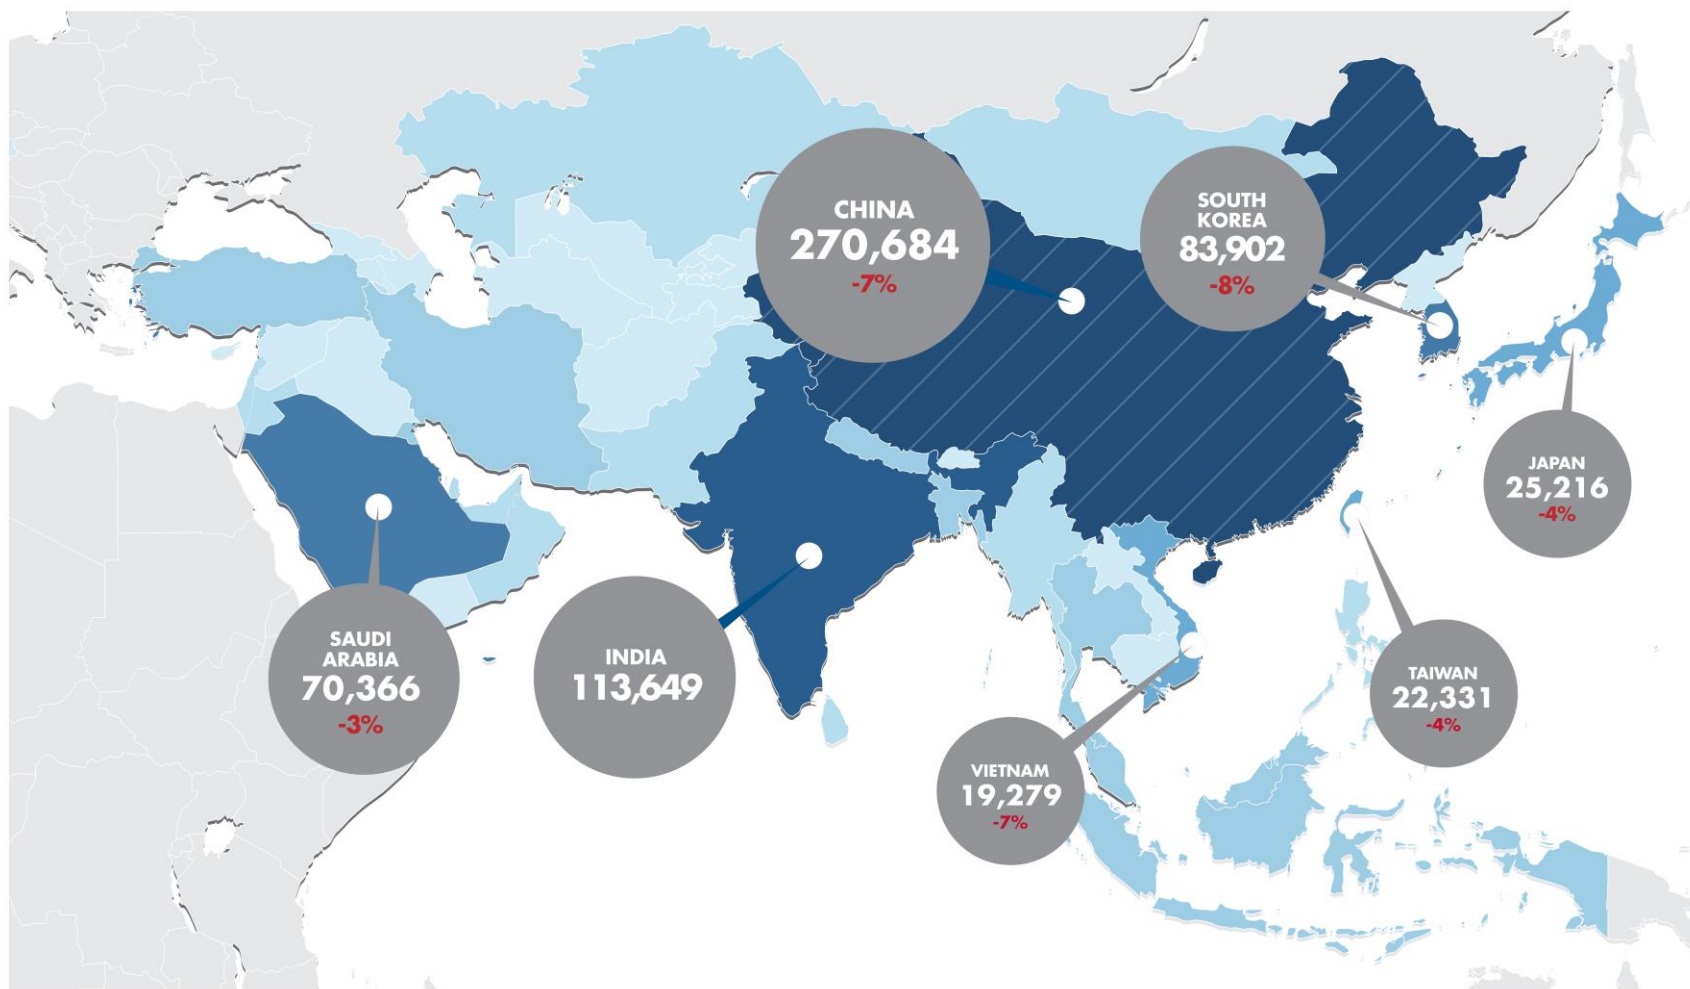 CHINA
270,684
-7%
SOUTH
KOREA
83,902
-8%
JAPAN
25,216
-4%
SAUDI
ARABIA
70,366
-3%
INDIA
113,649
TAIWAN
22,331
-4%
VIETNAM
19,279
-7%